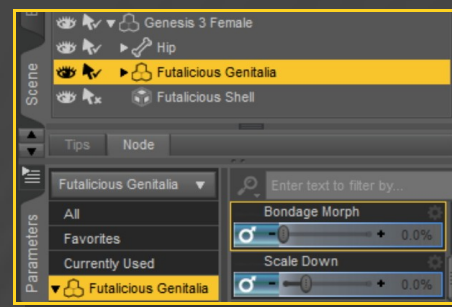 Genesis 3 Female
Hip
Futalicious Genitalia
Futalicious Shell
Scene
Tips Node
Futalicious Genitalia
Enter text to filter by...
All
Favorites
Currently Used
Futalicious Genitalia
Bondage Morph
- + 0.0%
Scale Down
- + 0.0%
Parameters